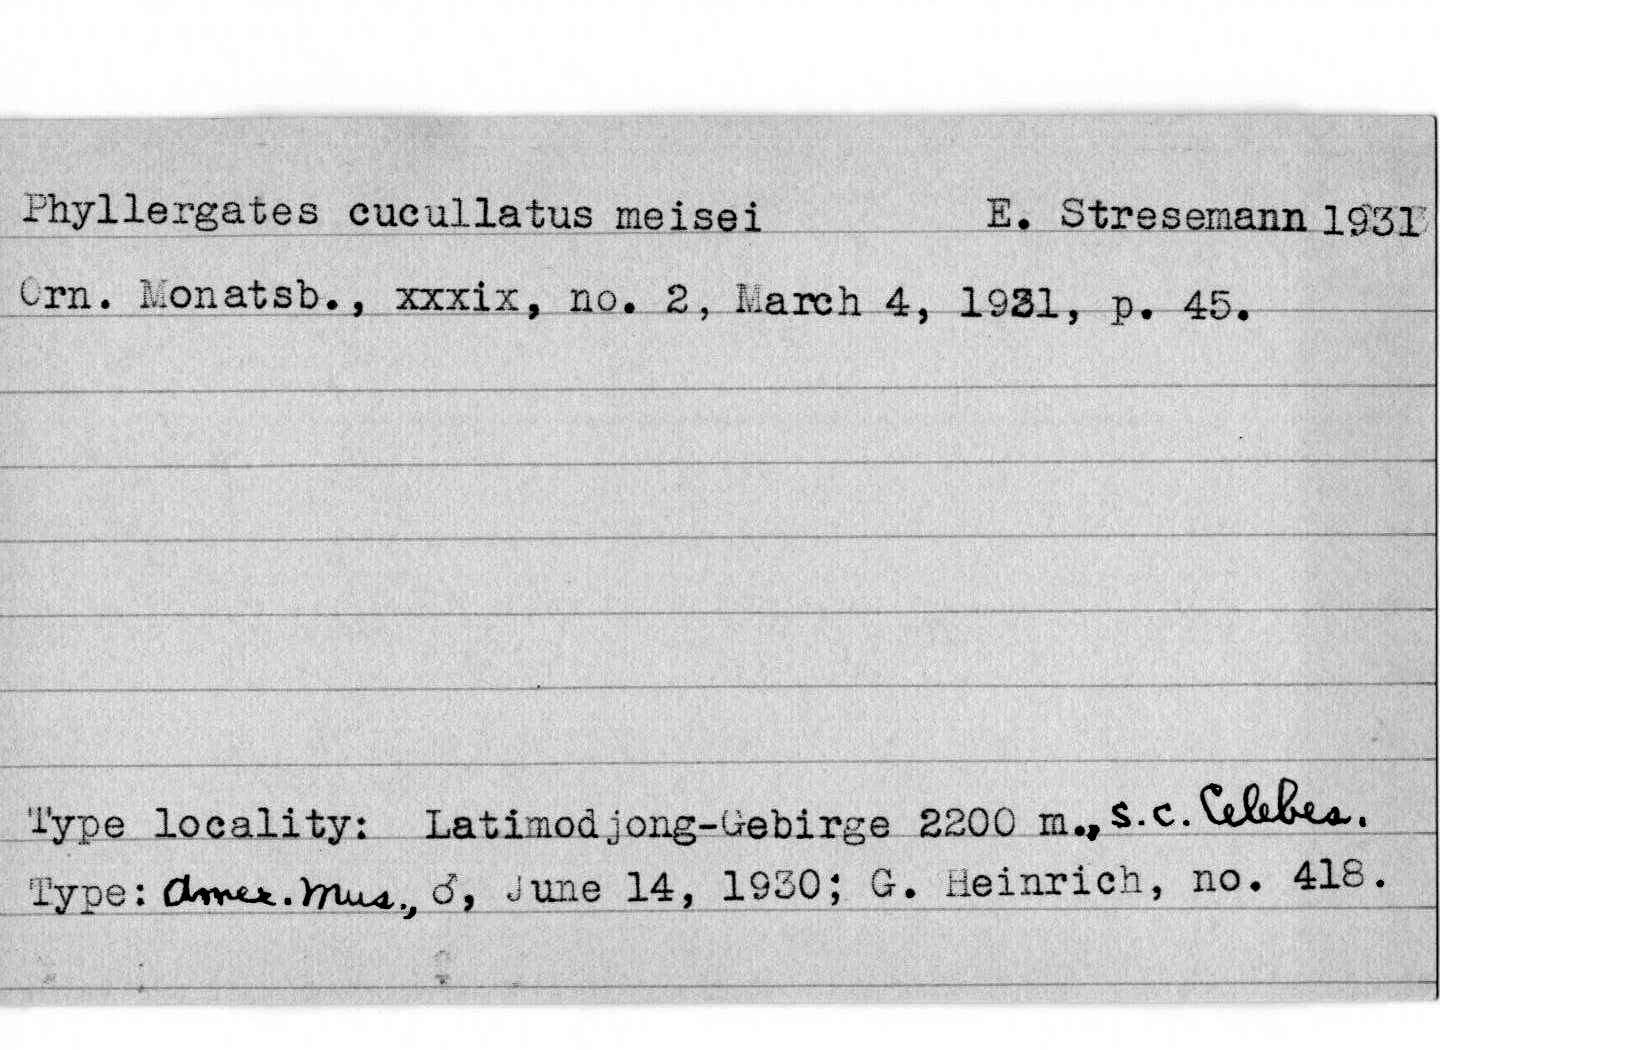 Phyllergates cucullatus meisei E. Stresemann 1931
Orn. Monatsb., xxxix, no. 2, March 4, 1931, p. 45.
Type locality: Latimodjong-Gebirge 2200 m., s.c. Celebes.
Type: Amer. Mus., ♂, June 14, 1930; G. Heinrich, no. 418.